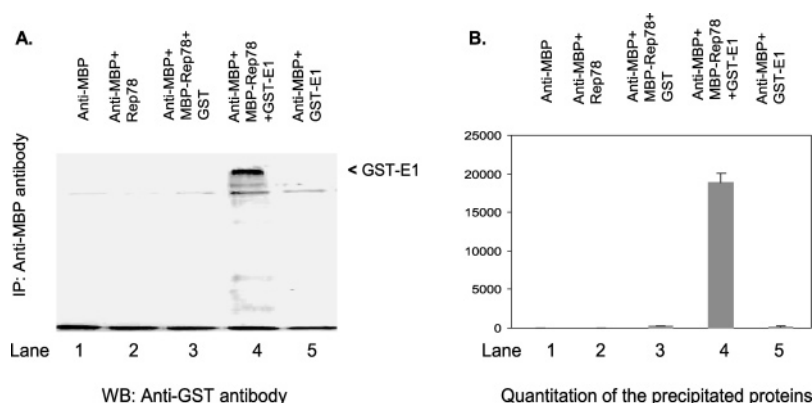 A.
Anti-MBP
Anti-MBP+
Rep78
Anti-MBP+
MBP-Rep78+
GST
Anti-MBP+
MBP-Rep78
+GST-E1
Anti-MBP+
GST-E1
IP: Anti-MBP antibody
< GST-E1
Lane 1 2 3 4 5
WB: Anti-GST antibody
B.
Anti-MBP
Anti-MBP+
Rep78
Anti-MBP+
MBP-Rep78+
GST
Anti-MBP+
MBP-Rep78
+GST-E1
Anti-MBP+
GST-E1
25000
20000
15000
10000
5000
0
Lane 1 2 3 4 5
Quantitation of the precipitated proteins